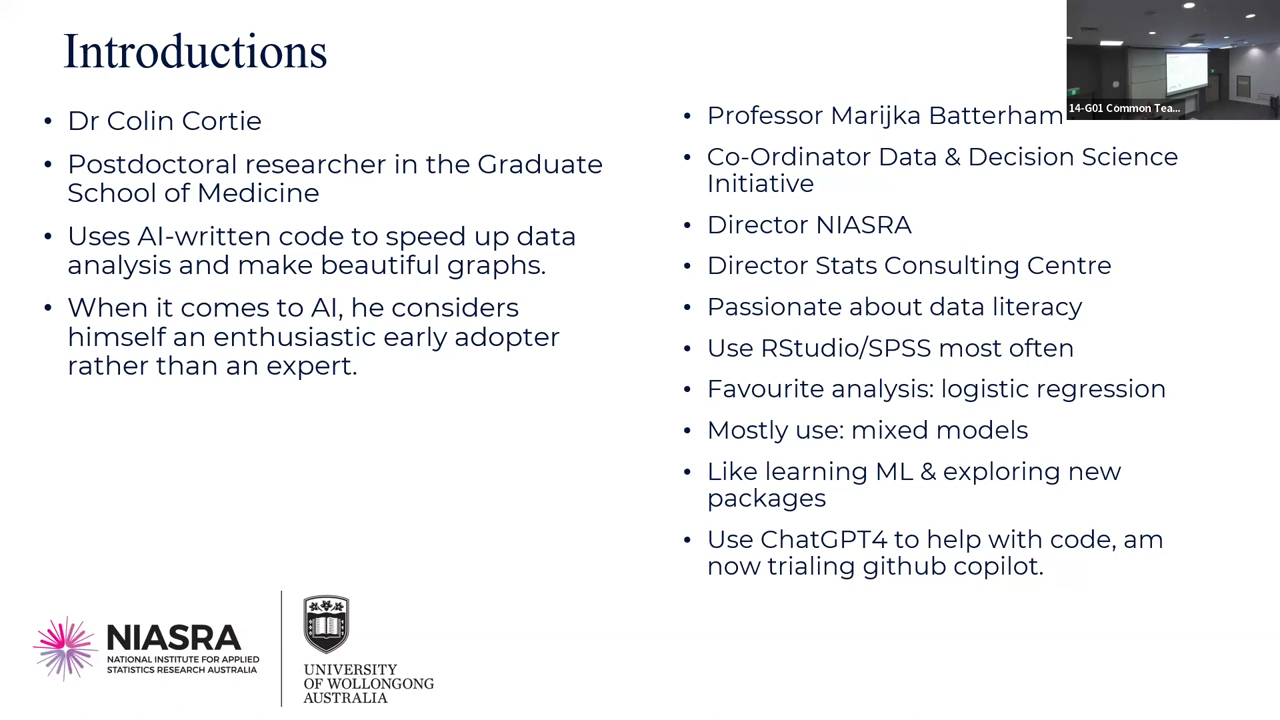 Introductions
Dr Colin Cortie
Postdoctoral researcher in the Graduate
School of Medicine
Uses AI-written code to speed up data
analysis and make beautiful graphs.
When it comes to AI, he considers
himself an enthusiastic early adopter
rather than an expert.
Professor Marijka Batterham
Co-Ordinator Data & Decision Science
Initiative
Director NIASRA
Director Stats Consulting Centre
Passionate about data literacy
Use RStudio/SPSS most often
Favourite analysis: logistic regression
Mostly use: mixed models
Like learning ML & exploring new
packages
Use ChatGPT4 to help with code, am
now trialing github copilot.
14-G01 Common Tea...
NIASRA
NATIONAL INSTITUTE FOR APPLIED
STATISTICS RESEARCH AUSTRALIA
UNIVERSITY
OF WOLLONGONG
AUSTRALIA